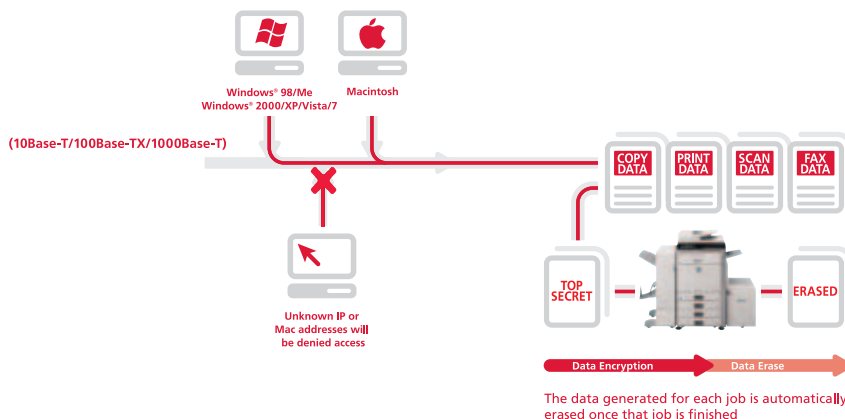 Windows® 98/Me
Windows® 2000/XP/Vista/7
Macintosh
(10Base-T/100Base-TX/1000Base-T)
COPY
DATA
PRINT
DATA
SCAN
DATA
FAX
DATA
Unknown IP or
Mac addresses will
be denied access
TOP
SECRET
ERASED
Data Encryption
Data Erase
The data generated for each job is automatically
erased once that job is finished